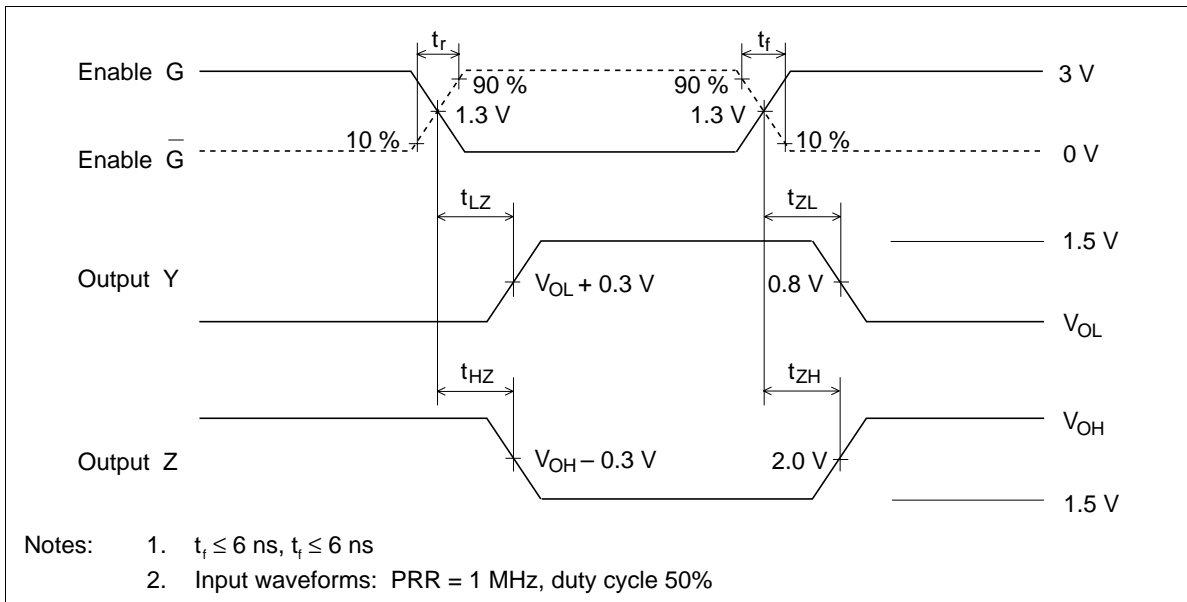 tr tf
Enable G 3 V
90 % 90 %
1.3 V 1.3 V
10 % 10 %
Enable G̅ 0 V
tLZ tZL
1.5 V
Output Y VOL + 0.3 V 0.8 V
VOL
tHZ tZH
VOH
Output Z VOH – 0.3 V 2.0 V
1.5 V
Notes: 1. tf ≤ 6 ns, tf ≤ 6 ns
2. Input waveforms: PRR = 1 MHz, duty cycle 50%